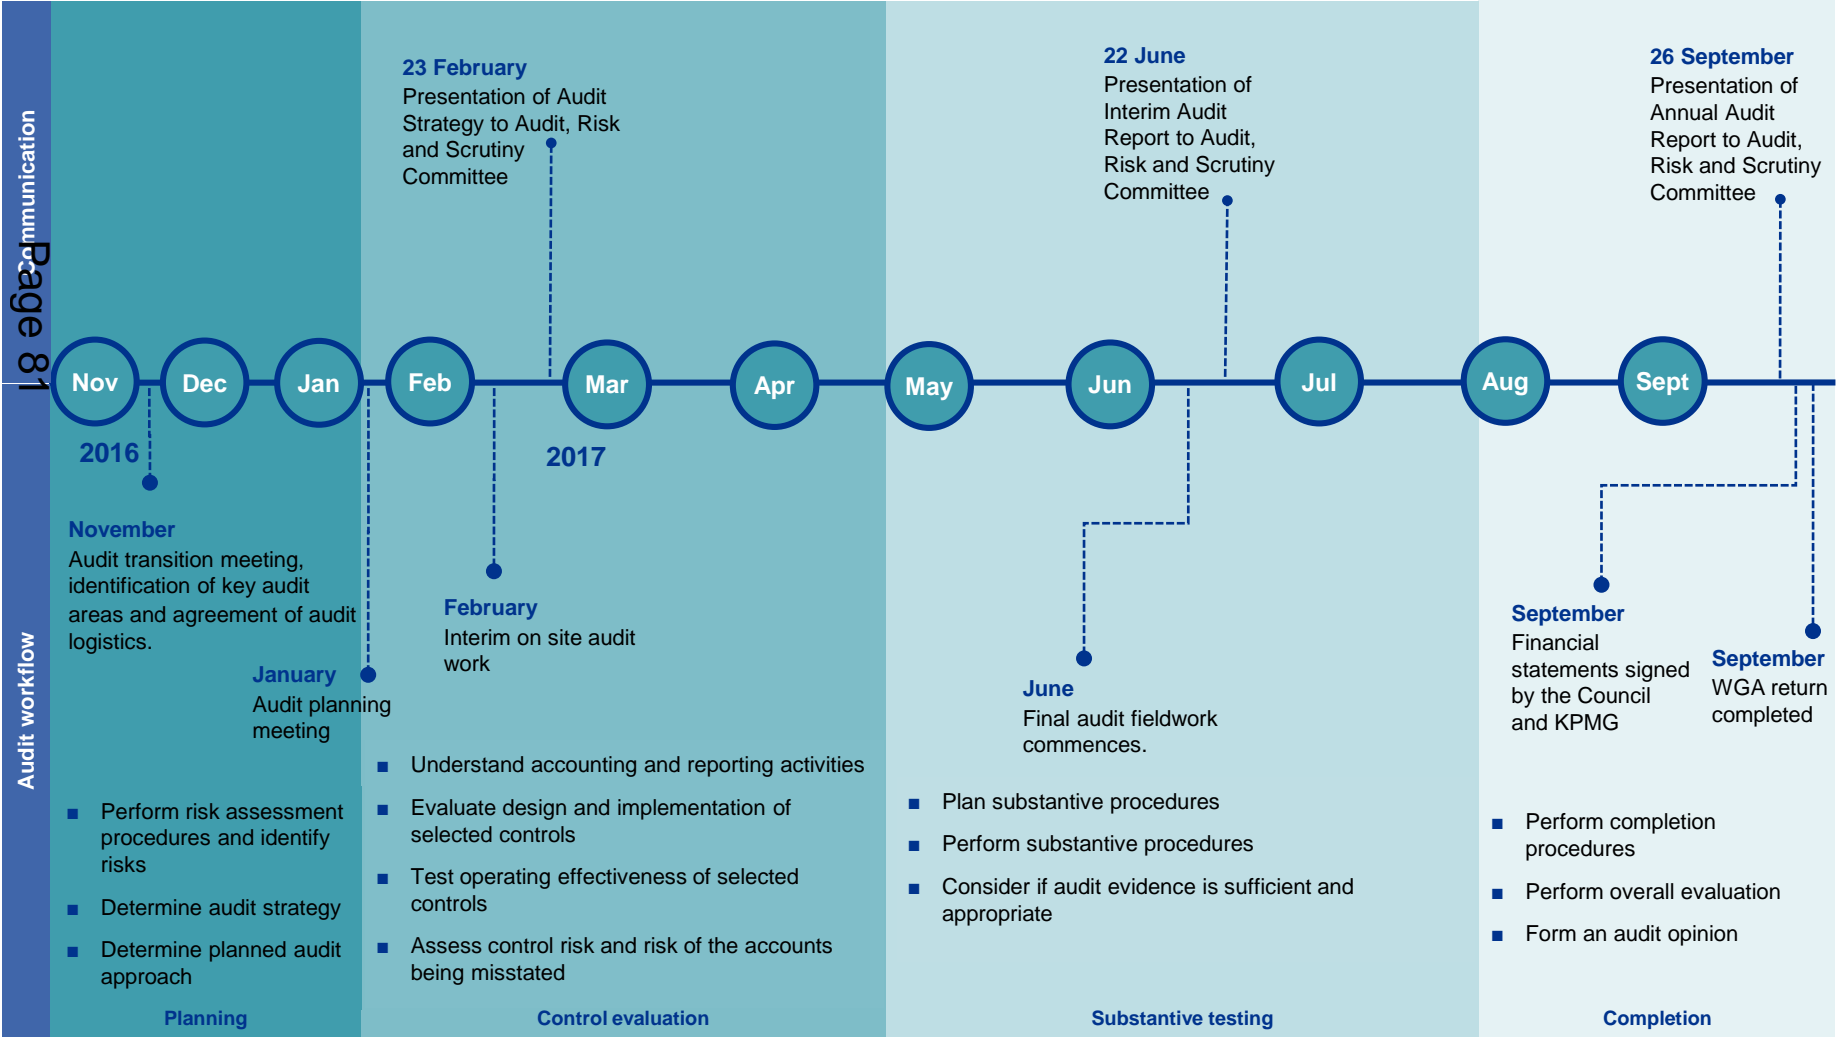 Communication
Page 81
23 February
Presentation of Audit
Strategy to Audit, Risk
and Scrutiny
Committee
22 June
Presentation of
Interim Audit
Report to Audit,
Risk and Scrutiny
Committee
26 September
Presentation of
Annual Audit
Report to Audit,
Risk and Scrutiny
Committee
Nov
Dec
Jan
Feb
Mar
Apr
May
Jun
Jul
Aug
Sept
2016
2017
Audit workflow
November
Audit transition meeting,
identification of key audit
areas and agreement of audit
logistics.
January
Audit planning
meeting
February
Interim on site audit
work
June
Final audit fieldwork
commences.
September
Financial
statements signed
by the Council
and KPMG
September
WGA return
completed
■ Perform risk assessment
procedures and identify
risks
■ Determine audit strategy
■ Determine planned audit
approach
■ Understand accounting and reporting activities
■ Evaluate design and implementation of
selected controls
■ Test operating effectiveness of selected
controls
■ Assess control risk and risk of the accounts
being misstated
■ Plan substantive procedures
■ Perform substantive procedures
■ Consider if audit evidence is sufficient and
appropriate
■ Perform completion
procedures
■ Perform overall evaluation
■ Form an audit opinion
Planning
Control evaluation
Substantive testing
Completion